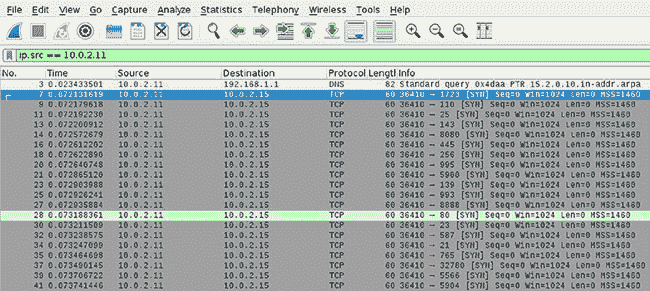 File Edit View Go Capture Analyze Statistics Telephony Wireless Tools Help
ip.src == 10.0.2.11
No. Time Source Destination Protocol Lengtl Info
3 0.023433501 10.0.2.11 192.168.1.1 DNS 82 Standard query 0x4daa PTR 15.2.0.10.in-addr.arpa
7 0.072131619 10.0.2.11 10.0.2.15 TCP 60 36410 → 1723 [SYN] Seq=0 Win=1024 Len=0 MSS=1460
9 0.072179618 10.0.2.11 10.0.2.15 TCP 60 36410 → 110 [SYN] Seq=0 Win=1024 Len=0 MSS=1460
11 0.072192230 10.0.2.11 10.0.2.15 TCP 60 36410 → 25 [SYN] Seq=0 Win=1024 Len=0 MSS=1460
13 0.072200912 10.0.2.11 10.0.2.15 TCP 60 36410 → 143 [SYN] Seq=0 Win=1024 Len=0 MSS=1460
14 0.072572679 10.0.2.11 10.0.2.15 TCP 60 36410 → 8080 [SYN] Seq=0 Win=1024 Len=0 MSS=1460
16 0.072612202 10.0.2.11 10.0.2.15 TCP 60 36410 → 445 [SYN] Seq=0 Win=1024 Len=0 MSS=1460
18 0.072622890 10.0.2.11 10.0.2.15 TCP 60 36410 → 256 [SYN] Seq=0 Win=1024 Len=0 MSS=1460
20 0.072640748 10.0.2.11 10.0.2.15 TCP 60 36410 → 995 [SYN] Seq=0 Win=1024 Len=0 MSS=1460
21 0.072865120 10.0.2.11 10.0.2.15 TCP 60 36410 → 5900 [SYN] Seq=0 Win=1024 Len=0 MSS=1460
23 0.072903988 10.0.2.11 10.0.2.15 TCP 60 36410 → 139 [SYN] Seq=0 Win=1024 Len=0 MSS=1460
25 0.072926241 10.0.2.11 10.0.2.15 TCP 60 36410 → 993 [SYN] Seq=0 Win=1024 Len=0 MSS=1460
27 0.072935884 10.0.2.11 10.0.2.15 TCP 60 36410 → 8888 [SYN] Seq=0 Win=1024 Len=0 MSS=1460
28 0.073188361 10.0.2.11 10.0.2.15 TCP 60 36410 → 80 [SYN] Seq=0 Win=1024 Len=0 MSS=1460
30 0.073211509 10.0.2.11 10.0.2.15 TCP 60 36410 → 23 [SYN] Seq=0 Win=1024 Len=0 MSS=1460
32 0.073238575 10.0.2.11 10.0.2.15 TCP 60 36410 → 587 [SYN] Seq=0 Win=1024 Len=0 MSS=1460
34 0.073247099 10.0.2.11 10.0.2.15 TCP 60 36410 → 21 [SYN] Seq=0 Win=1024 Len=0 MSS=1460
35 0.073464698 10.0.2.11 10.0.2.15 TCP 60 36410 → 765 [SYN] Seq=0 Win=1024 Len=0 MSS=1460
37 0.073490145 10.0.2.11 10.0.2.15 TCP 60 36410 → 32780 [SYN] Seq=0 Win=1024 Len=0 MSS=1460
39 0.073706722 10.0.2.11 10.0.2.15 TCP 60 36410 → 5566 [SYN] Seq=0 Win=1024 Len=0 MSS=1460
41 0.073741446 10.0.2.11 10.0.2.15 TCP 60 36410 → 5904 [SYN] Seq=0 Win=1024 Len=0 MSS=1460